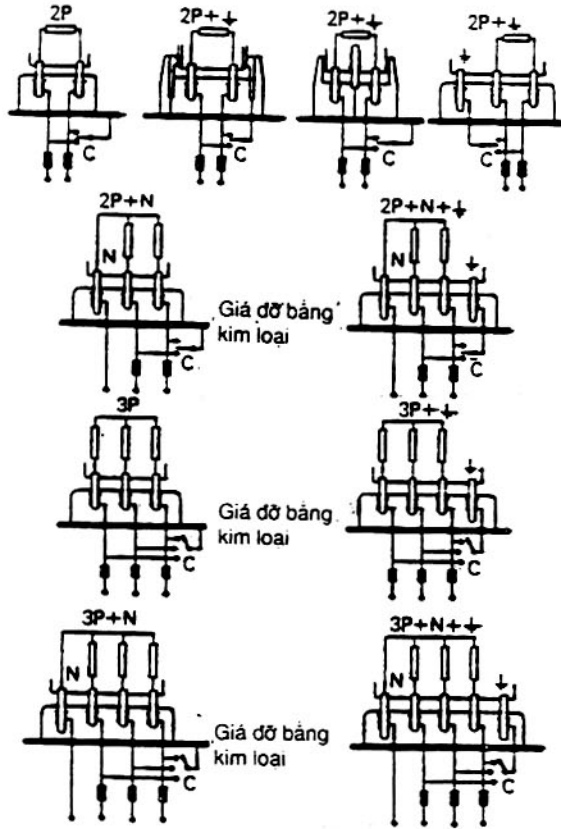 2P
2P+⏚
2P+⏚
2P+⏚
⏚
C
C
C
C
2P+N
2P+N+⏚
N
N
⏚
Giá đỡ bằng
kim loại
C
C
3P
3P+⏚
⏚
Giá đỡ bằng
kim loại
C
C
3P+N
3P+N+⏚
N
N
⏚
Giá đỡ bằng
kim loại
C
C